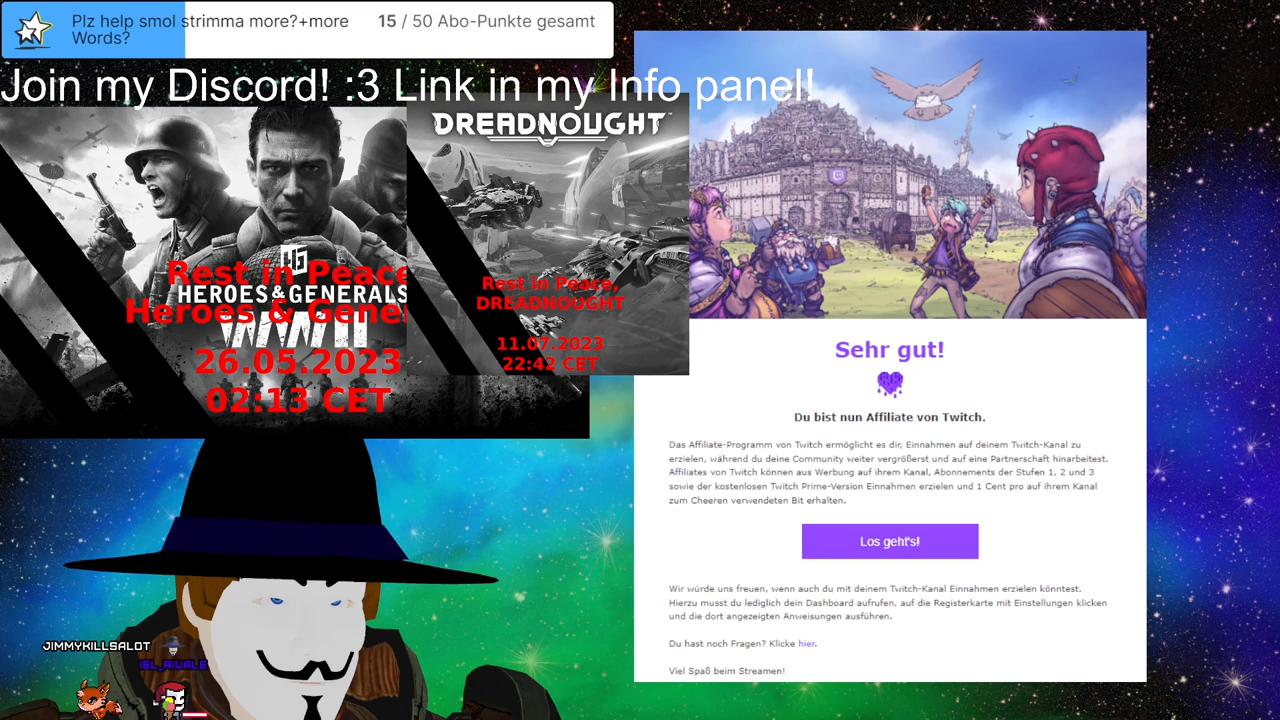 Plz help smol strimma more?+more
Words?
15 / 50 Abo-Punkte gesamt
Join my Discord! :3 Link in my Info panel!
DREADNOUGHT
Rest in Peace
HEROES & GENERALS
Heroes & Gene
WWII
26.05.2023
02:13 CET
Rest in Peace,
DREADNOUGHT
11.07.2023
22:42 CET
Sehr gut!
Du bist nun Affiliate von Twitch.
Das Affiliate-Programm von Twitch ermöglicht es dir, Einnahmen auf deinem Twitch-Kanal zu
erzielen, während du deine Community weiter vergrößerst und auf eine Partnerschaft hinarbeitest.
Affiliates von Twitch können aus Werbung auf ihrem Kanal, Abonnements der Stufen 1, 2 und 3
sowie der kostenlosen Twitch Prime-Version Einnahmen erzielen und 1 Cent pro auf ihrem Kanal
zum Cheeren verwendeten Bit erhalten.
Los geht's!
Wir würde uns freuen, wenn auch du mit deinem Twitch-Kanal Einnahmen erzielen könntest.
Hierzu musst du lediglich dein Dashboard aufrufen, auf die Registerkarte mit Einstellungen klicken
und die dort angezeigten Anweisungen ausführen.
Du hast noch Fragen? Klicke hier.
Viel Spaß beim Streamen!
JIMMYKILLSALOT
IEL_RIVALE